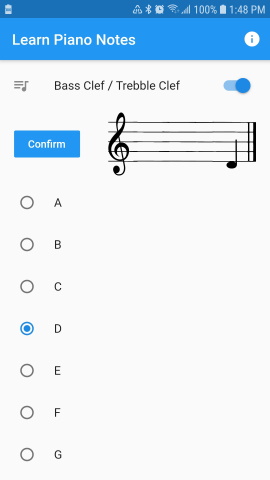 100% 1:48 PM
Learn Piano Notes
Bass Clef / Trebble Clef
Confirm
A
B
C
D
E
F
G